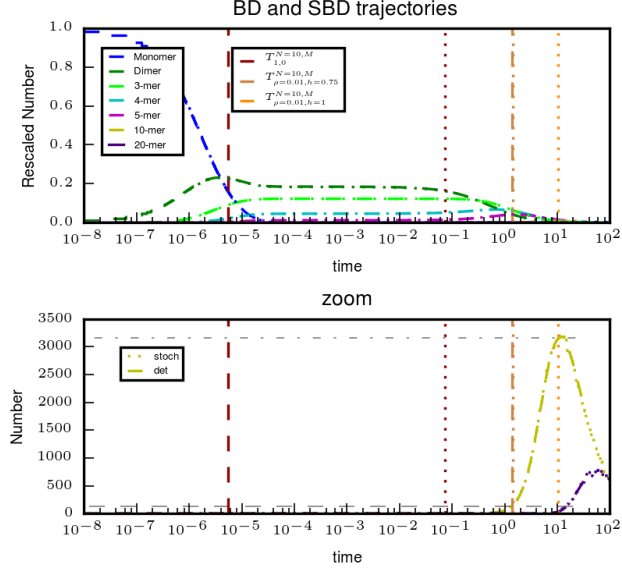 BD and SBD trajectories
Rescaled Number
1.0
0.8
0.6
0.4
0.2
0.0
Monomer
Dimer
3-mer
4-mer
5-mer
10-mer
20-mer
T_{1,0}^{N=10,M}
T_{ρ=0.01,h=0.75}^{N=10,M}
T_{ρ=0.01,h=1}^{N=10,M}
10^{-8} 10^{-7} 10^{-6} 10^{-5} 10^{-4} 10^{-3} 10^{-2} 10^{-1} 10^{0} 10^{1} 10^{2}
time
zoom
Number
3500
3000
2500
2000
1500
1000
500
0
stoch
det
10^{-8} 10^{-7} 10^{-6} 10^{-5} 10^{-4} 10^{-3} 10^{-2} 10^{-1} 10^{0} 10^{1} 10^{2}
time